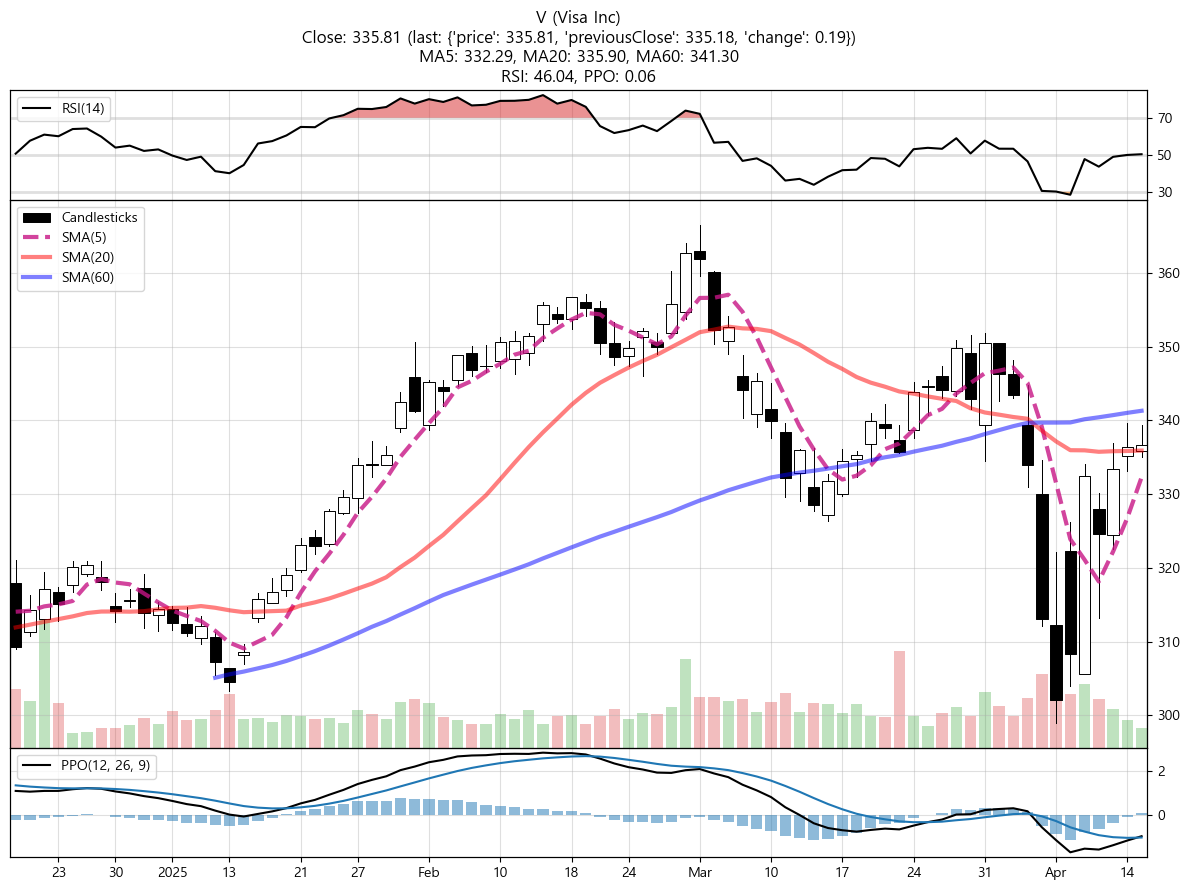 V (Visa Inc)
Close: 335.81 (last: {'price': 335.81, 'previousClose': 335.18, 'change': 0.19})
MA5: 332.29, MA20: 335.90, MA60: 341.30
RSI: 46.04, PPO: 0.06
RSI(14)
70
50
30
Candlesticks
SMA(5)
SMA(20)
SMA(60)
360
350
340
330
320
310
300
PPO(12, 26, 9)
2
0
23 30 2025 13 21 27 Feb 10 18 24 Mar 10 17 24 31 Apr 14